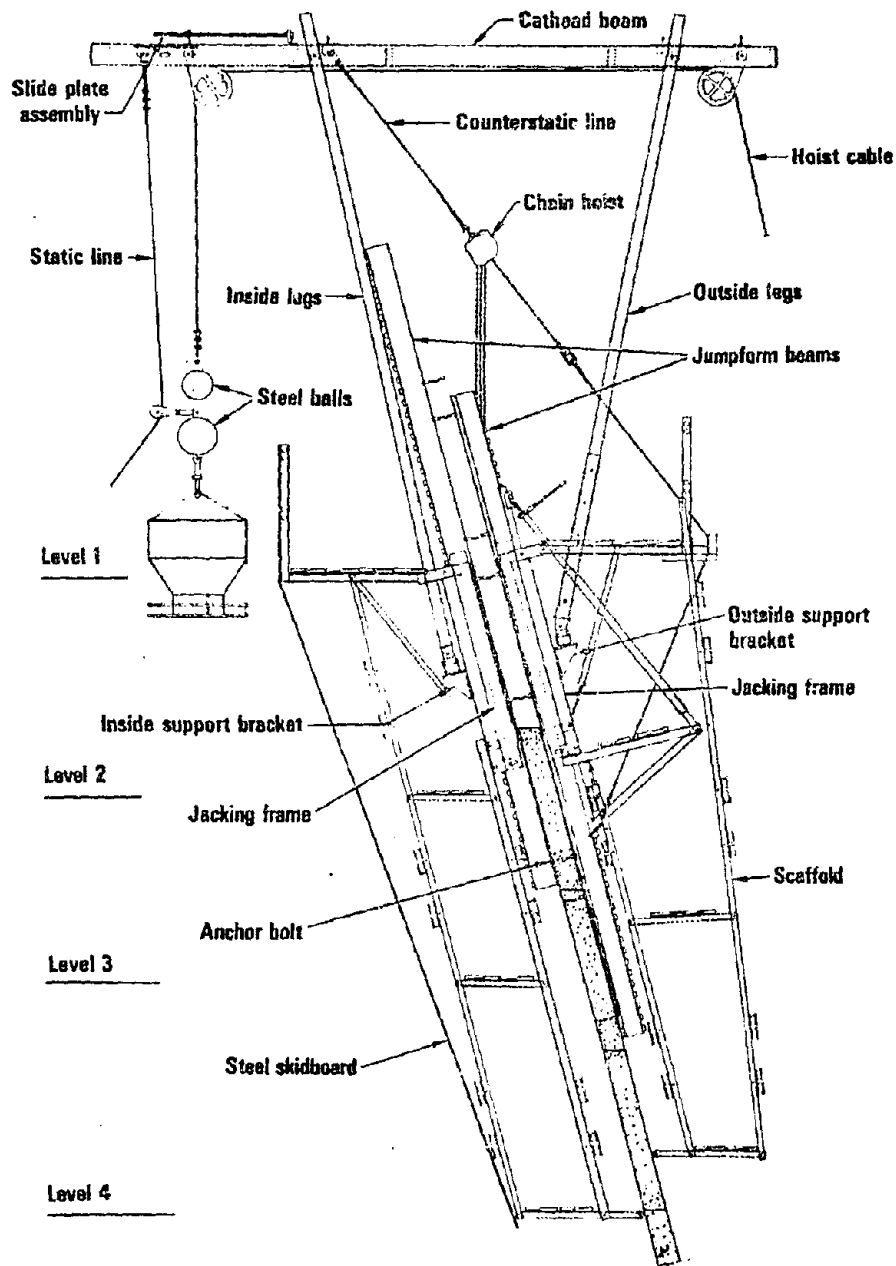 Cathead beam
Slide plate
assembly
Counterstatic line
Hoist cable
Chain hoist
Static line
Inside legs
Outside legs
Jumpform beams
Steel balls
Level 1
Outside support
bracket
Jacking frame
Inside support bracket
Level 2
Jacking frame
Scaffold
Anchor bolt
Level 3
Steel skidboard
Level 4